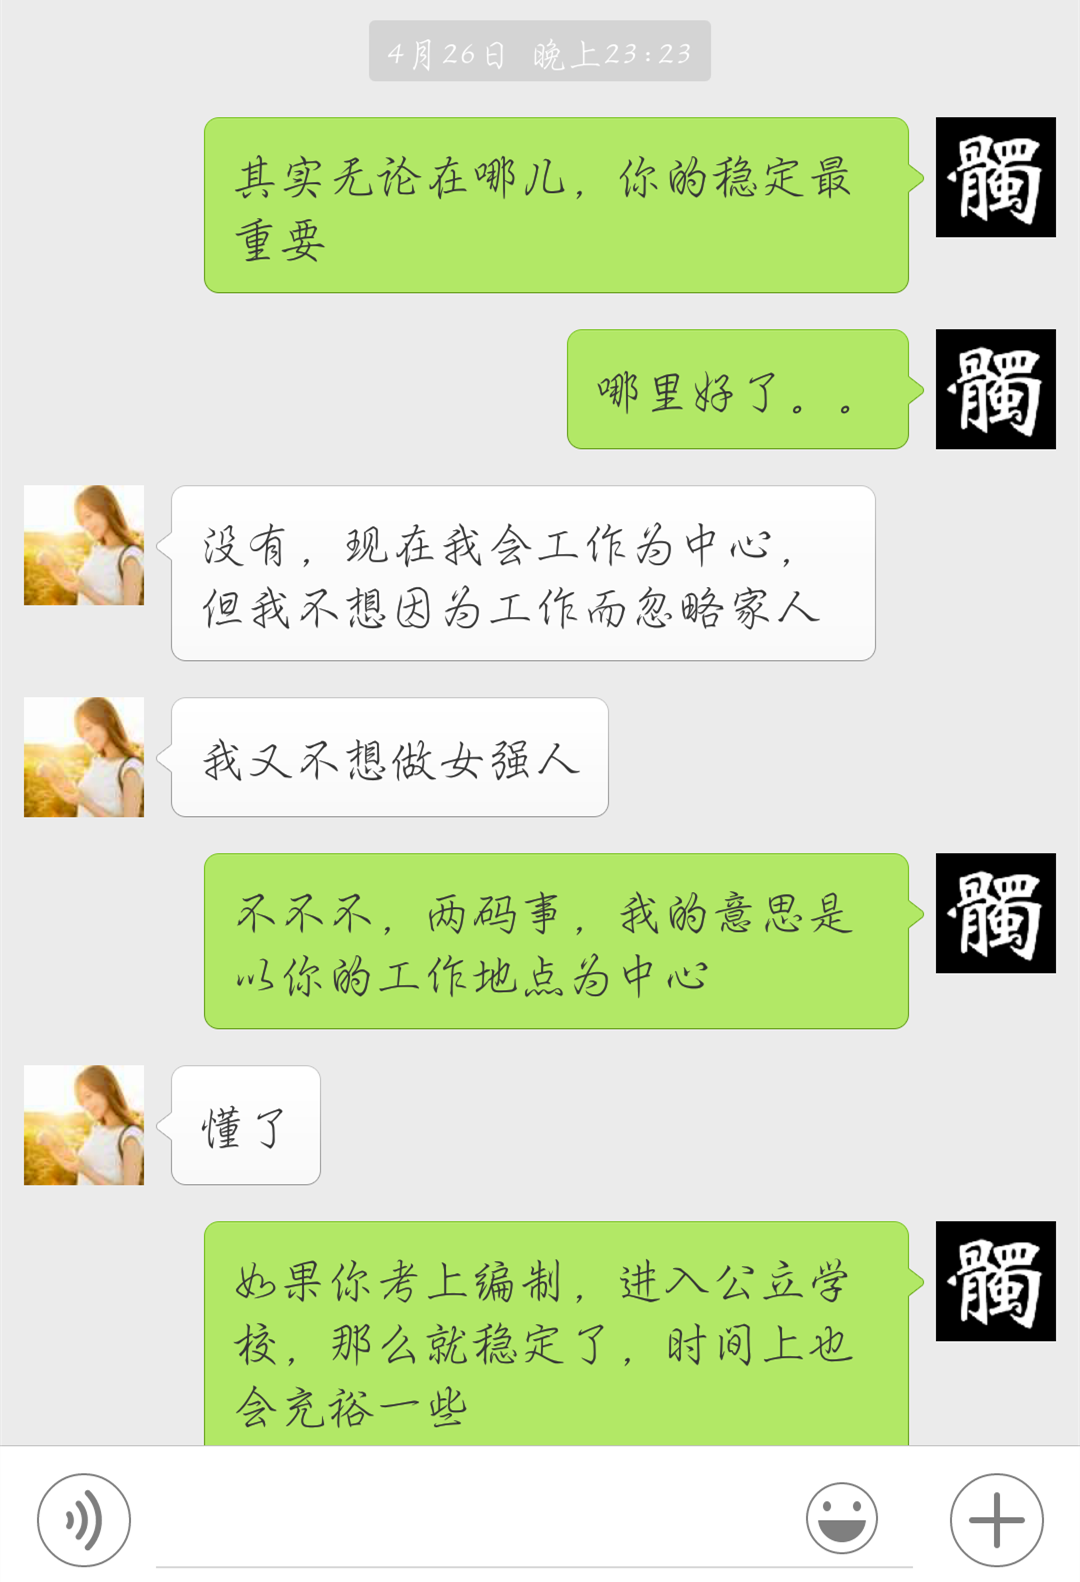 4月26日 晚上23:23
其实无论在哪儿，你的稳定最
重要
髑
哪里好了。。
髑
没有，现在我会工作为中心，
但我不想因为工作而忽略家人
我又不想做女强人
不不不，两码事，我的意思是
以你的工作地点为中心
髑
懂了
如果你考上编制，进入公立学
校，那么就稳定了，时间上也
会充裕一些
髑